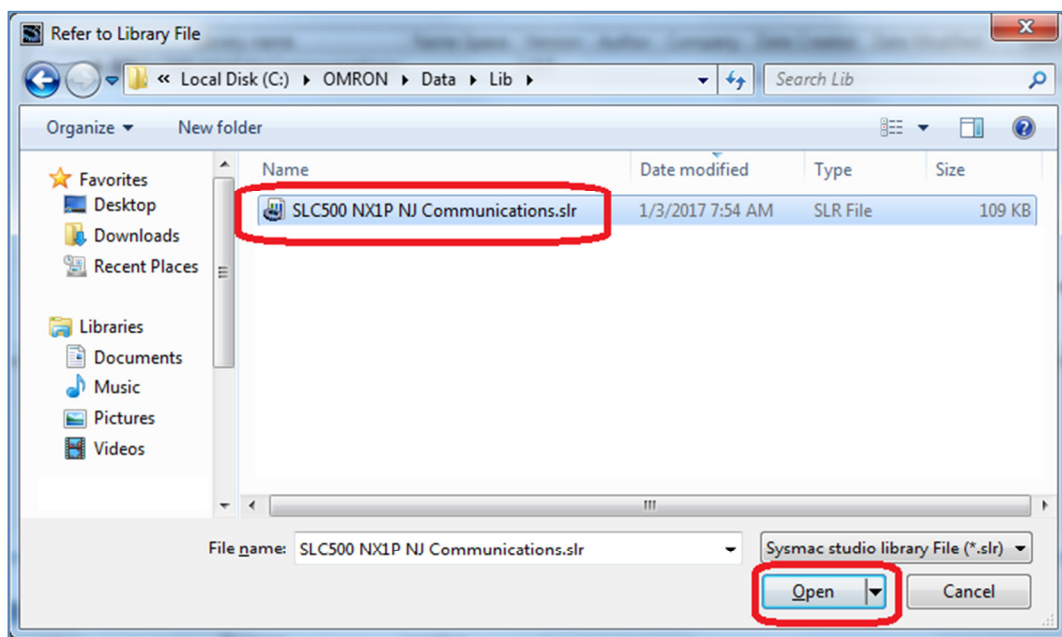 Refer to Library File
« Local Disk (C:) OMRON Data Lib
Search Lib
Organize New folder
Name Date modified Type Size
SLC500 NX1P NJ Communications.slr 1/3/2017 7:54 AM SLR File 109 KB
Favorites
Desktop
Downloads
Recent Places
Libraries
Documents
Music
Pictures
Videos
File name: SLC500 NX1P NJ Communications.slr Sysmac studio library File (*.slr)
Open Cancel